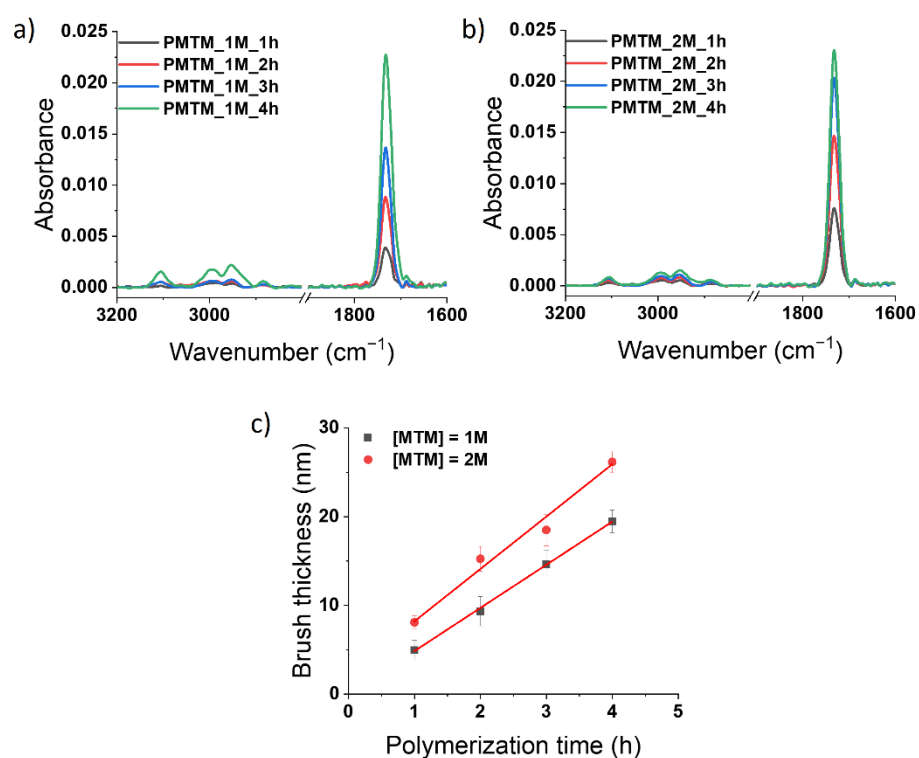 a)
PMTM_1M_1h
PMTM_1M_2h
PMTM_1M_3h
PMTM_1M_4h
0.025
0.020
0.015
0.010
0.005
0.000
Absorbance
3200
3000
1800
1600
Wavenumber (cm⁻¹)
b)
PMTM_2M_1h
PMTM_2M_2h
PMTM_2M_3h
PMTM_2M_4h
0.025
0.020
0.015
0.010
0.005
0.000
Absorbance
3200
3000
1800
1600
Wavenumber (cm⁻¹)
c)
[MTM] = 1M
[MTM] = 2M
30
20
10
0
Brush thickness (nm)
0
1
2
3
4
5
Polymerization time (h)